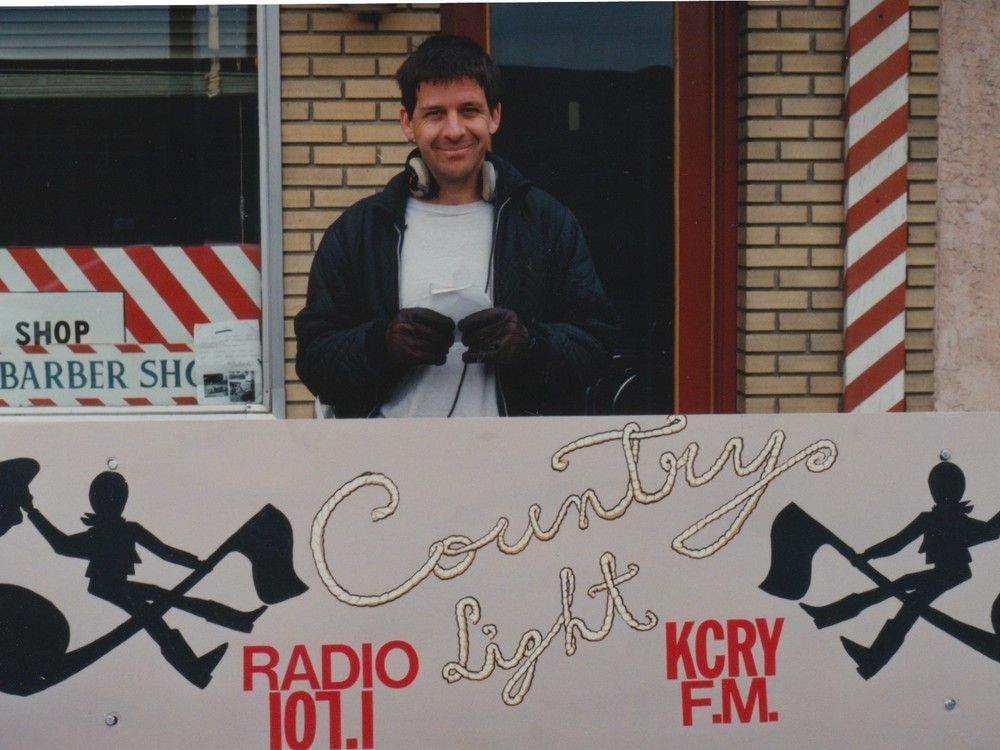 SHOP
BARBER SHO
Country
Light
RADIO
107.1
KCRY
F.M.